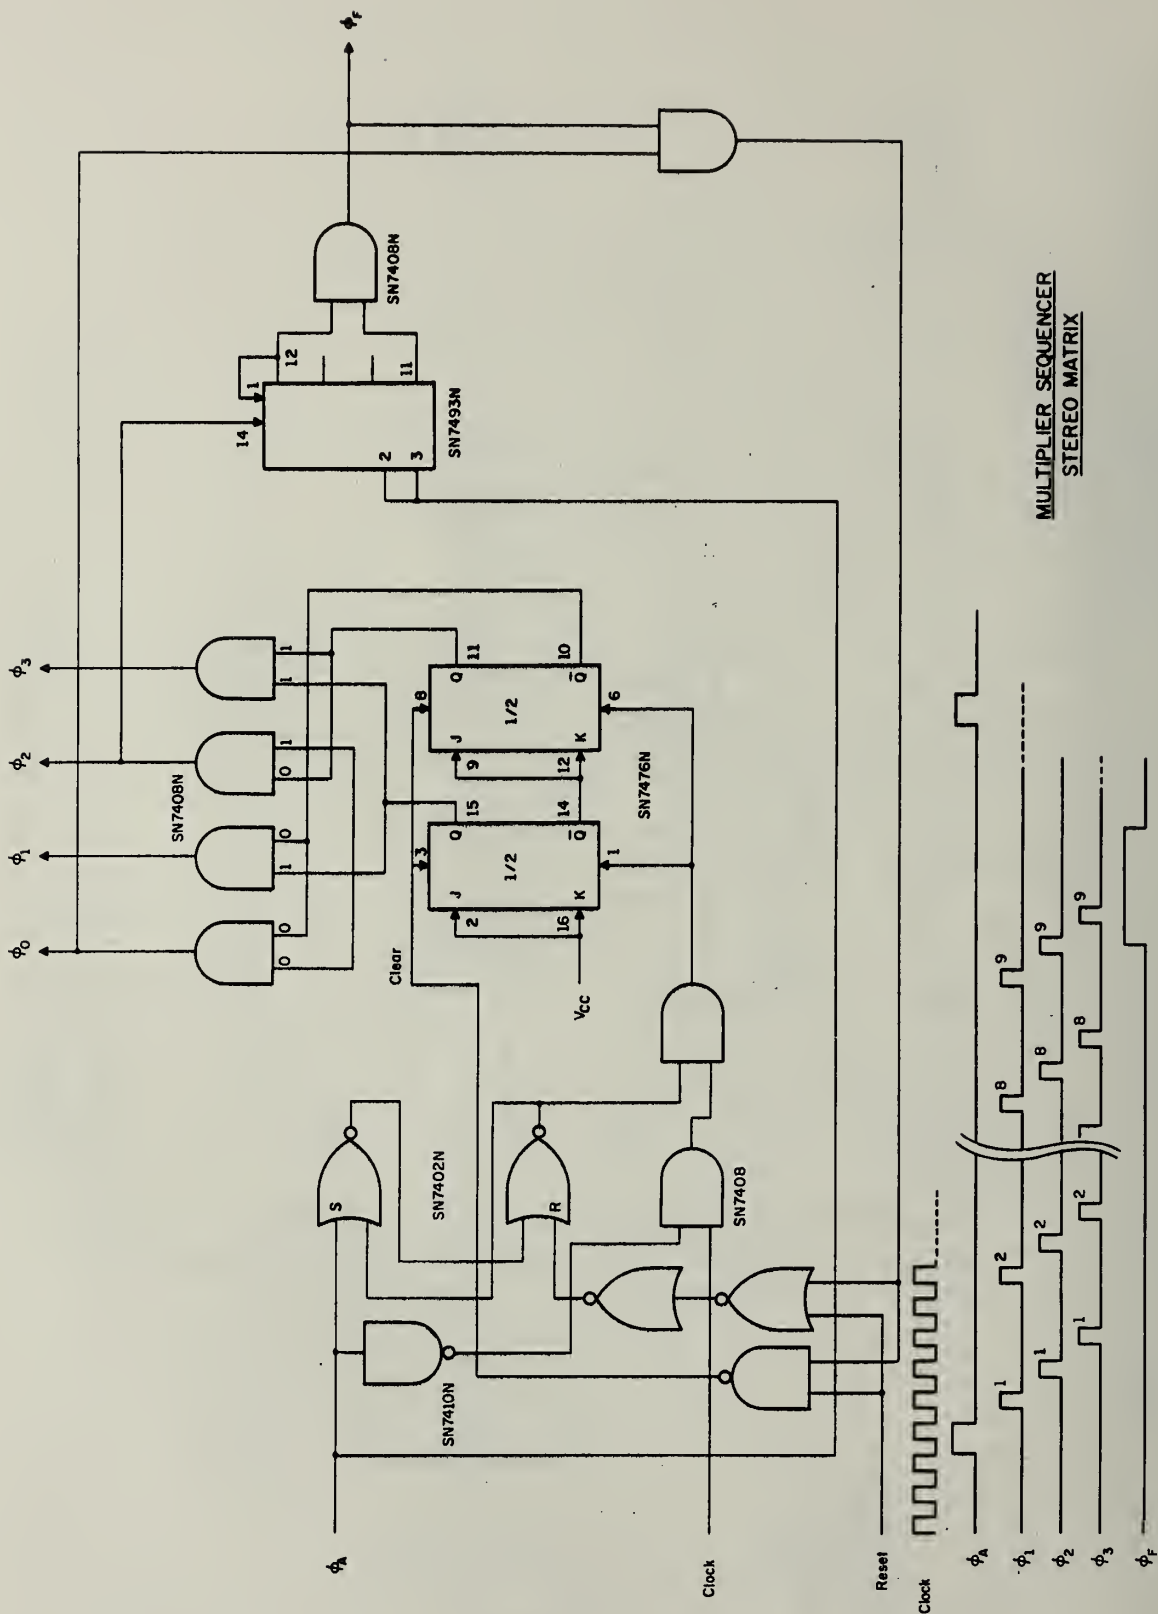 ϕF
ϕ3
ϕ2
ϕ1
ϕ0
SN7408N
0 0
1 0
0 1
1 1
14
1
12
11
2
3
SN7493N
SN7408N
Clear
3
J
Q
15
2
1/2
16
K
Q̅
14
1
8
J
Q
11
9
1/2
12
K
Q̅
10
6
SN7476N
VCC
S
R
SN7402N
SN7410N
SN7408
ϕA
Clock
Reset
Clock
ϕA
ϕ1
1 2 8 9
ϕ2
1 2 8 9
ϕ3
1 2 8 9
ϕF
MULTIPLIER SEQUENCER
STEREO MATRIX